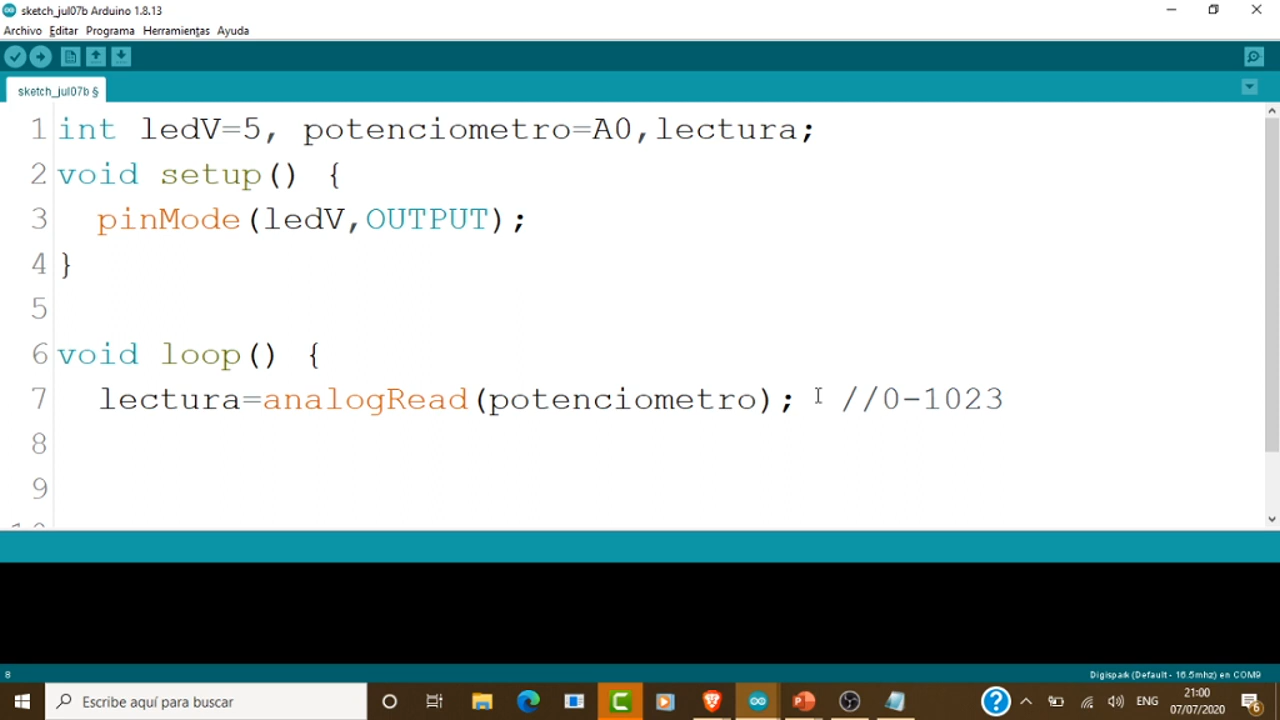 sketch_jul07b Arduino 1.8.13
Archivo Editar Programa Herramientas Ayuda
sketch_jul07b §
1 int ledV=5, potenciometro=A0,lectura;
2 void setup() {
3 pinMode(ledV,OUTPUT);
4 }
5
6 void loop() {
7 lectura=analogRead(potenciometro); //0-1023
8
9
8
Digispark (Default - 16.5mhz) en COM9
Escribe aquí para buscar
ENG
21:00
07/07/2020
6